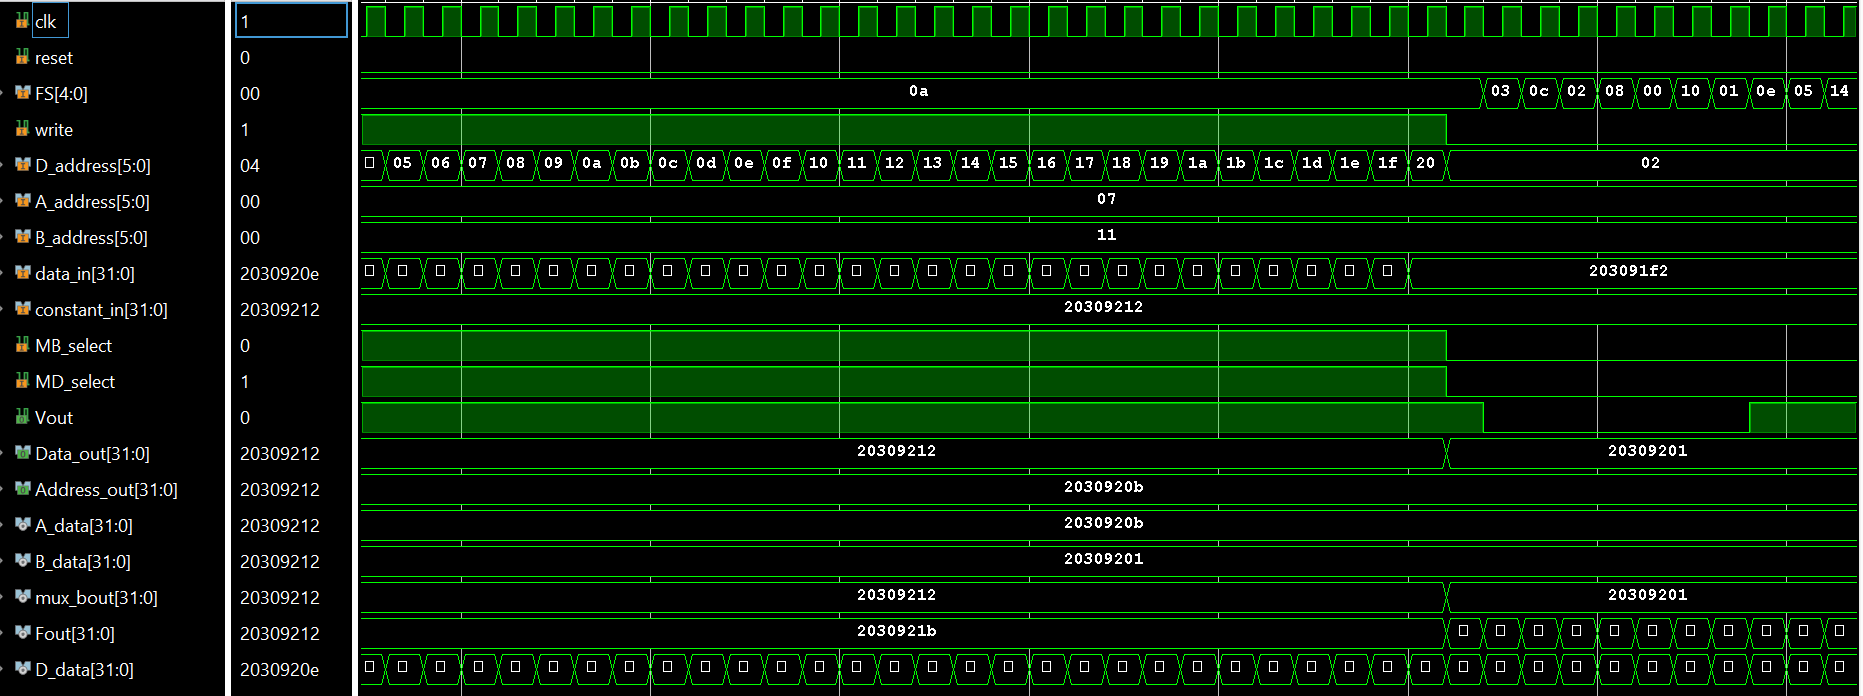 clk 1
reset 0
FS[4:0] 00 0a 03 0c 02 08 00 10 01 0e 05 14
write 1
D_address[5:0] 04 05 06 07 08 09 0a 0b 0c 0d 0e 0f 10 11 12 13 14 15 16 17 18 19 1a 1b 1c 1d 1e 1f 20 02
A_address[5:0] 00 07
B_address[5:0] 00 11
data_in[31:0] 2030920e 203091f2
constant_in[31:0] 20309212 20309212
MB_select 0
MD_select 1
Vout 0
Data_out[31:0] 20309212 20309212 20309201
Address_out[31:0] 20309212 2030920b
A_data[31:0] 20309212 2030920b
B_data[31:0] 20309212 20309201
mux_bout[31:0] 20309212 20309212 20309201
Fout[31:0] 20309212 2030921b
D_data[31:0] 2030920e